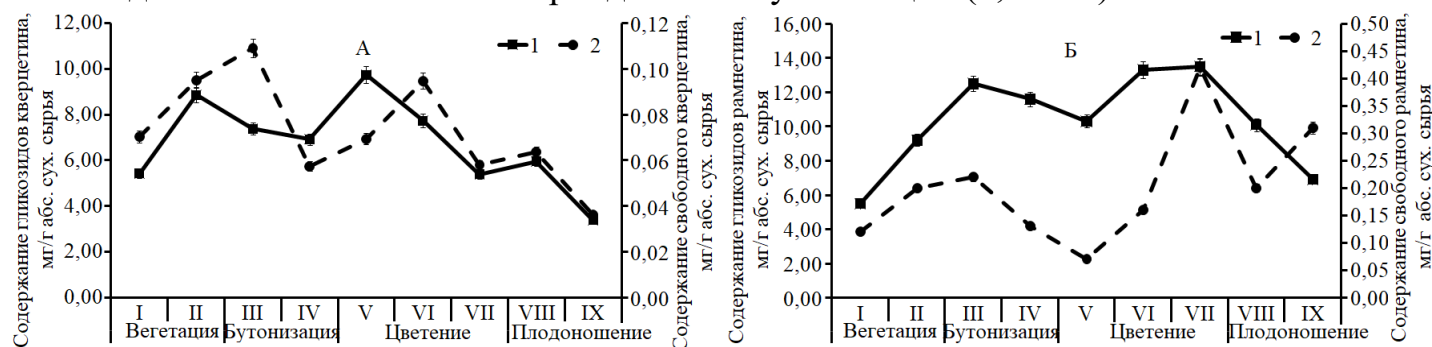 Содержание гликозидов кверцетина,
мг/г абс. сух. сырья
12,00
10,00
8,00
6,00
4,00
2,00
0,00
А
1 2
0,12
0,10
0,08
0,06
0,04
0,02
0,00
Содержание свободного кверцетина,
мг/г абс. сух. сырья
I II III IV V VI VII VIII IX
Вегетация Бутонизация Цветение Плодоношение
Содержание гликозидов рамнетина,
мг/г абс. сух. сырья
16,00
14,00
12,00
10,00
8,00
6,00
4,00
2,00
0,00
Б
1 2
0,50
0,45
0,40
0,35
0,30
0,25
0,20
0,15
0,10
0,05
0,00
Содержание свободного рамнетина,
мг/г абс. сух. сырья
I II III IV V VI VII VIII IX
Вегетация Бутонизация Цветение Плодоношение